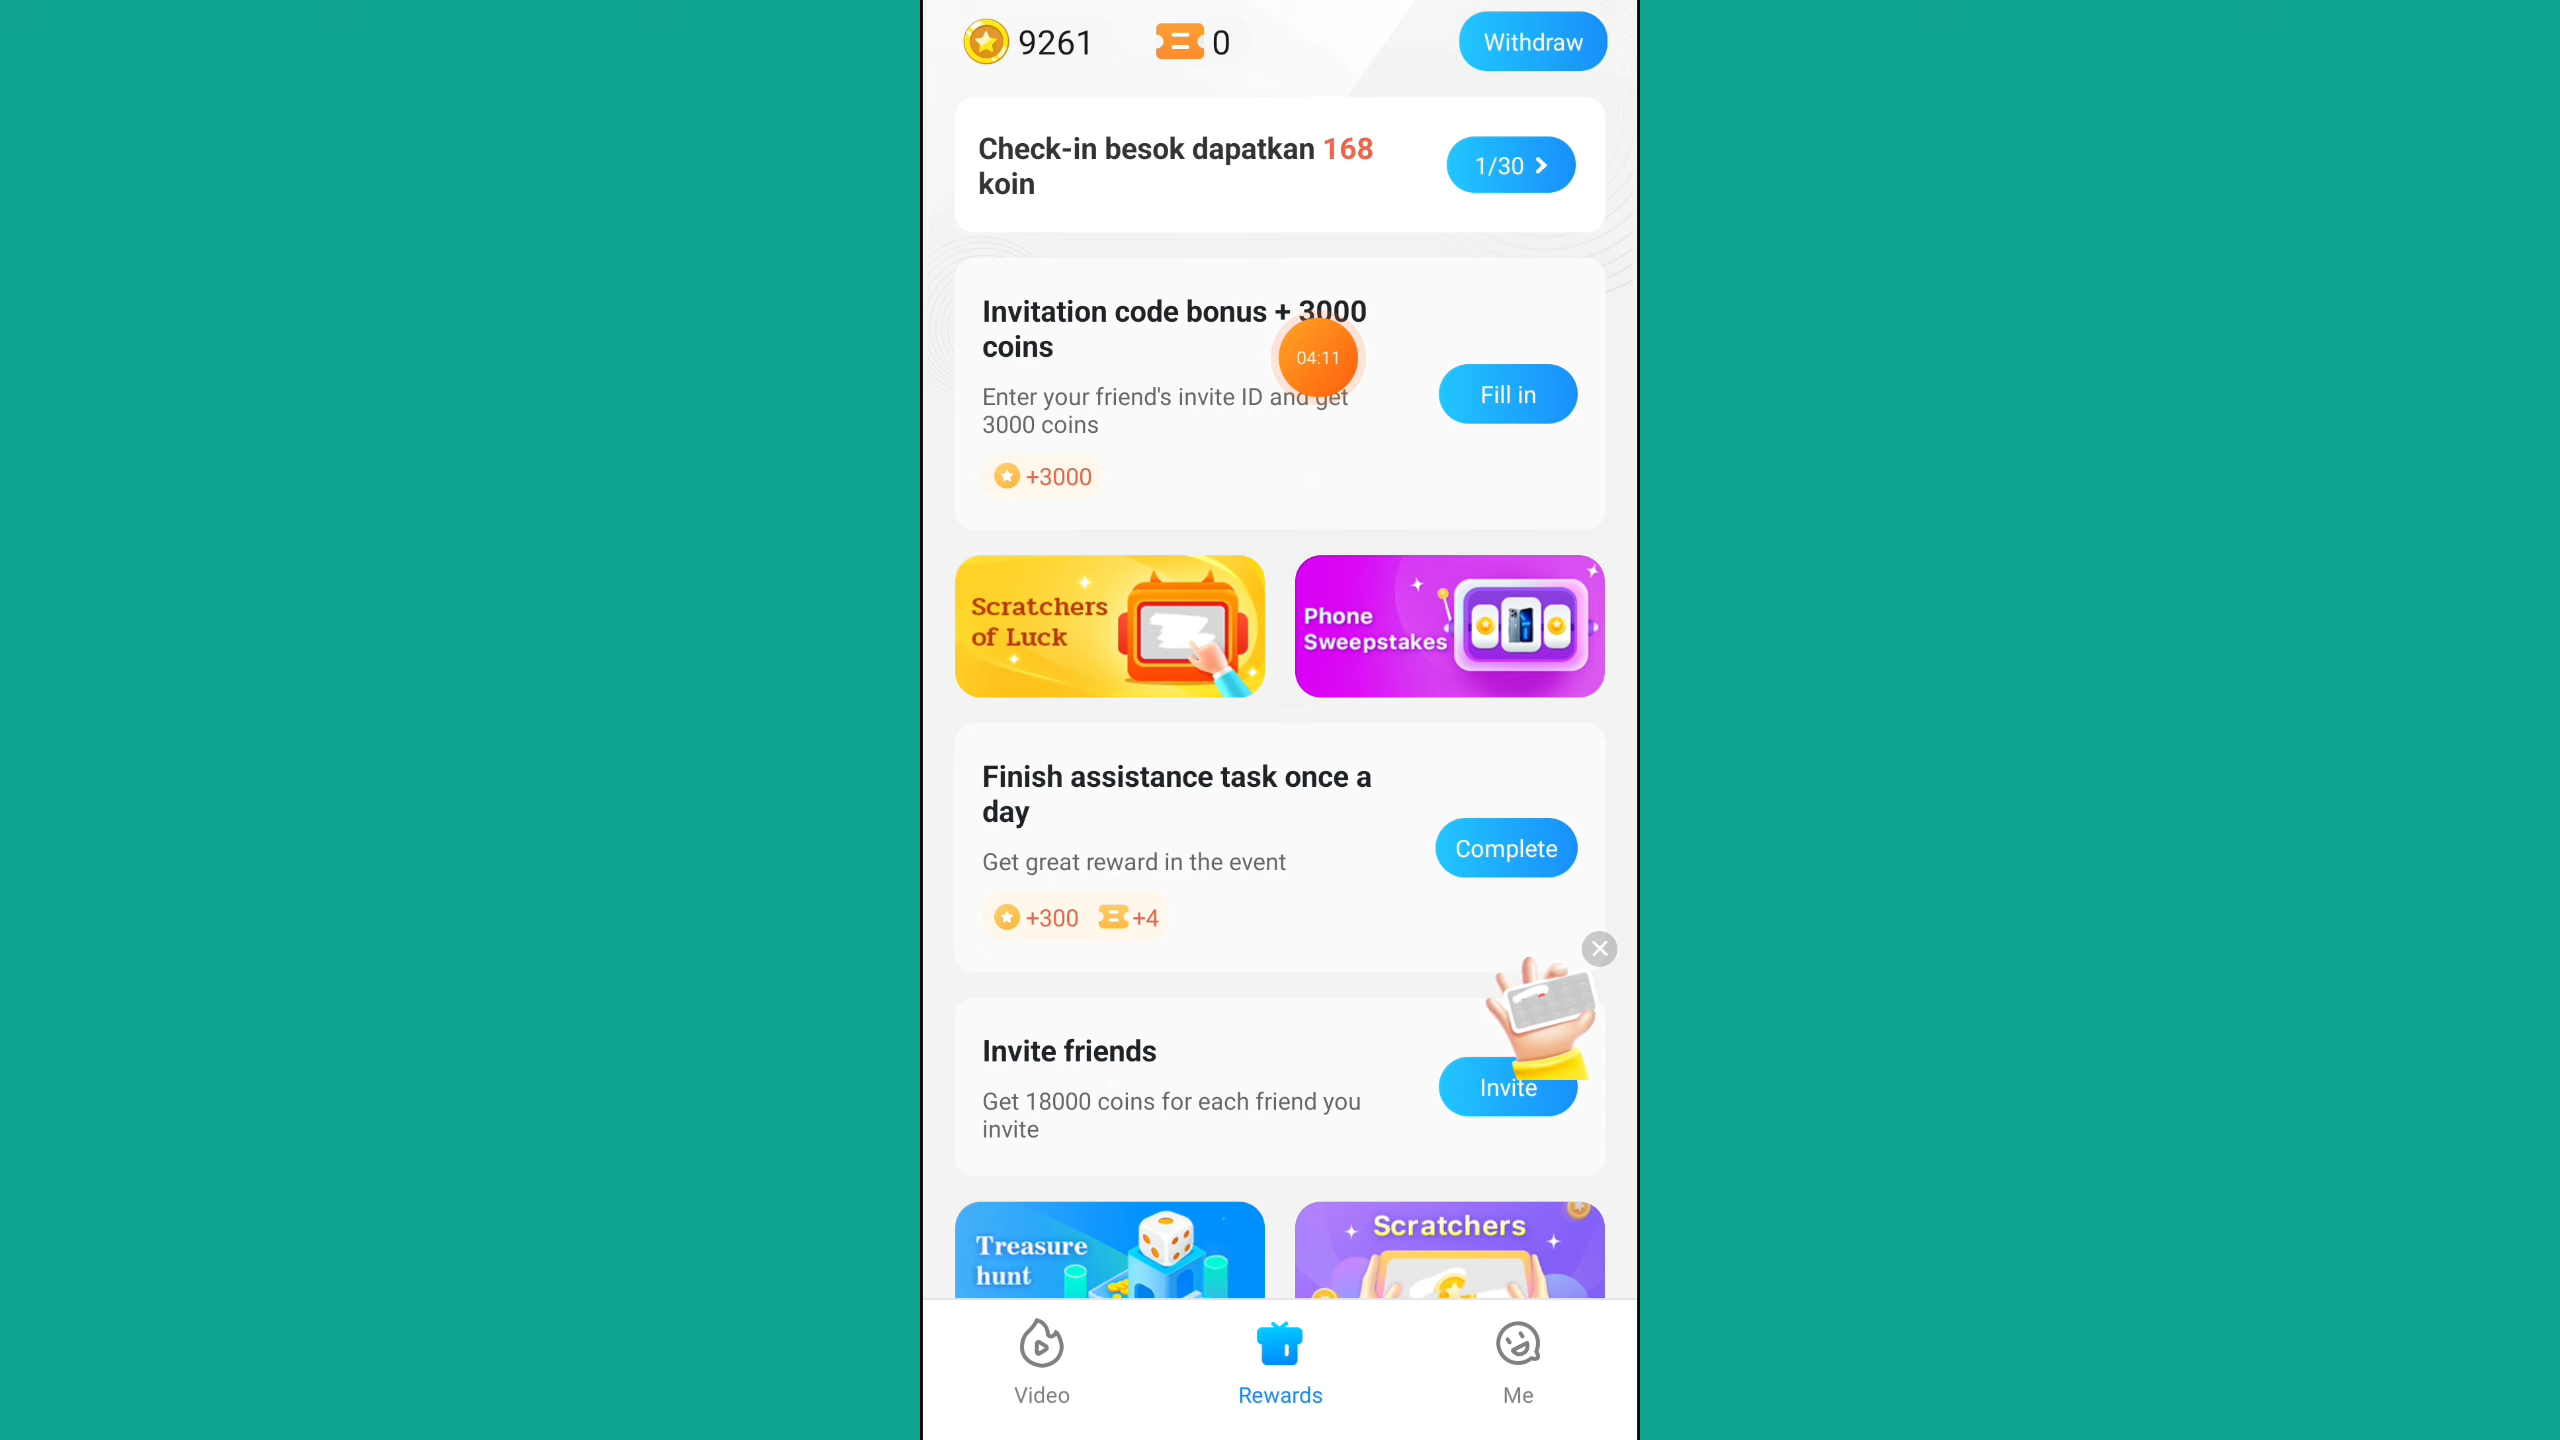 9261
0
Withdraw
Check-in besok dapatkan 168
koin
1/30
Invitation code bonus + 3000
coins
04:11
Enter your friend's invite ID and get
3000 coins
Fill in
+3000
Scratchers
of Luck
Phone
Sweepstakes
Finish assistance task once a
day
Get great reward in the event
Complete
+300 +4
Invite friends
Get 18000 coins for each friend you
invite
Invite
Treasure
hunt
Scratchers
Video
Rewards
Me